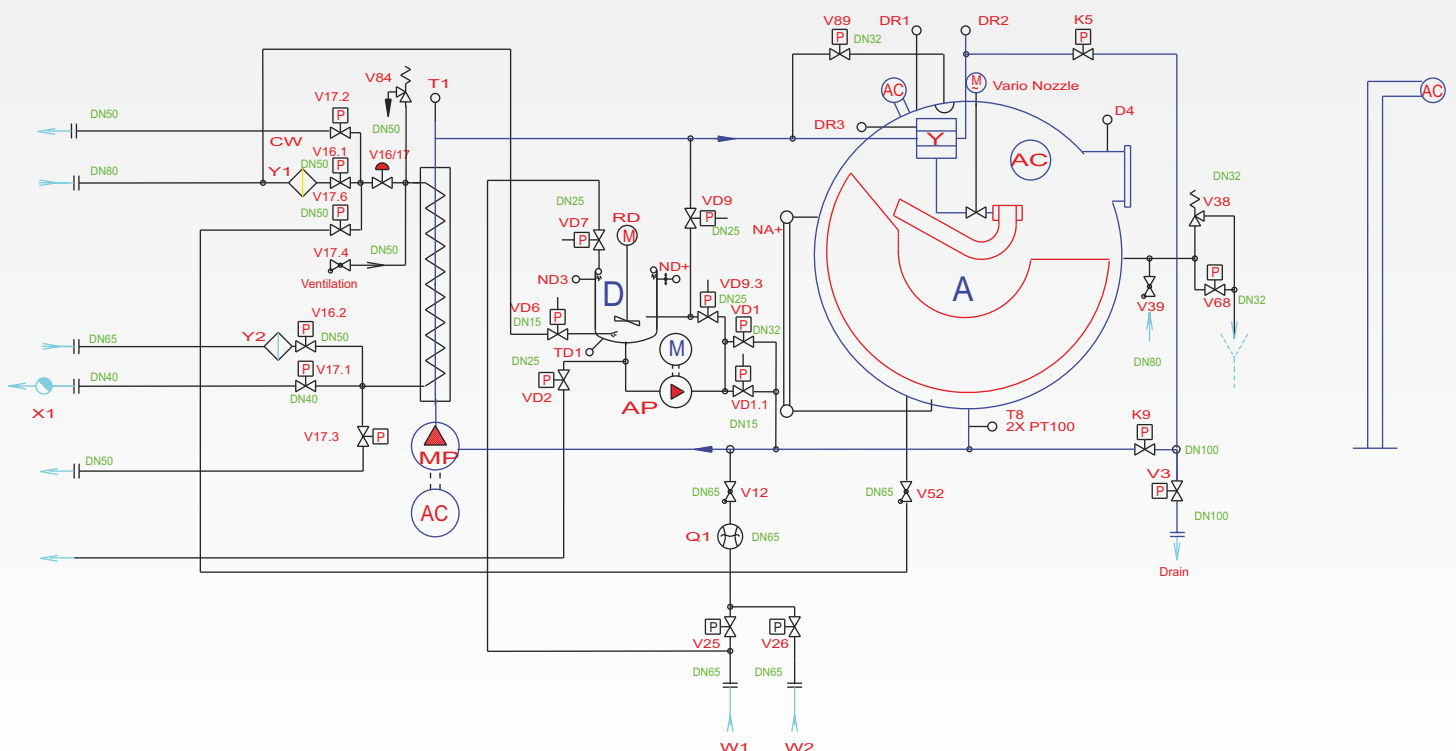 V89
DR1
DR2
K5
P
DN32
V84
T1
M
~
Vario Nozzle
AC
AC
V17.2
P
DN50
DN50
CW
DR3
Y
D4
V16.1
V16/17
AC
DN80
Y1
DN50
P
V17.6
DN50
P
DN25
VD9
P
DN25
DN32
V38
VD7
P
RD
M
NA+
V17.4
DN50
Ventilation
ND3
ND+
D
VD9.3
P
DN25
A
P
V39
V68
DN32
VD6
P
DN15
VD1
P
DN32
V16.2
P
DN50
Y2
DN65
TD1
M
DN25
DN80
V17.1
P
DN40
DN40
X1
P
VD2
AP
P
VD1.1
DN15
T8
2X PT100
K9
P
V17.3
P
MP
DN100
DN50
V3
P
DN65
V12
DN65
V52
AC
DN100
Q1
DN65
Drain
P
V25
P
V26
DN65
DN65
W1
W2